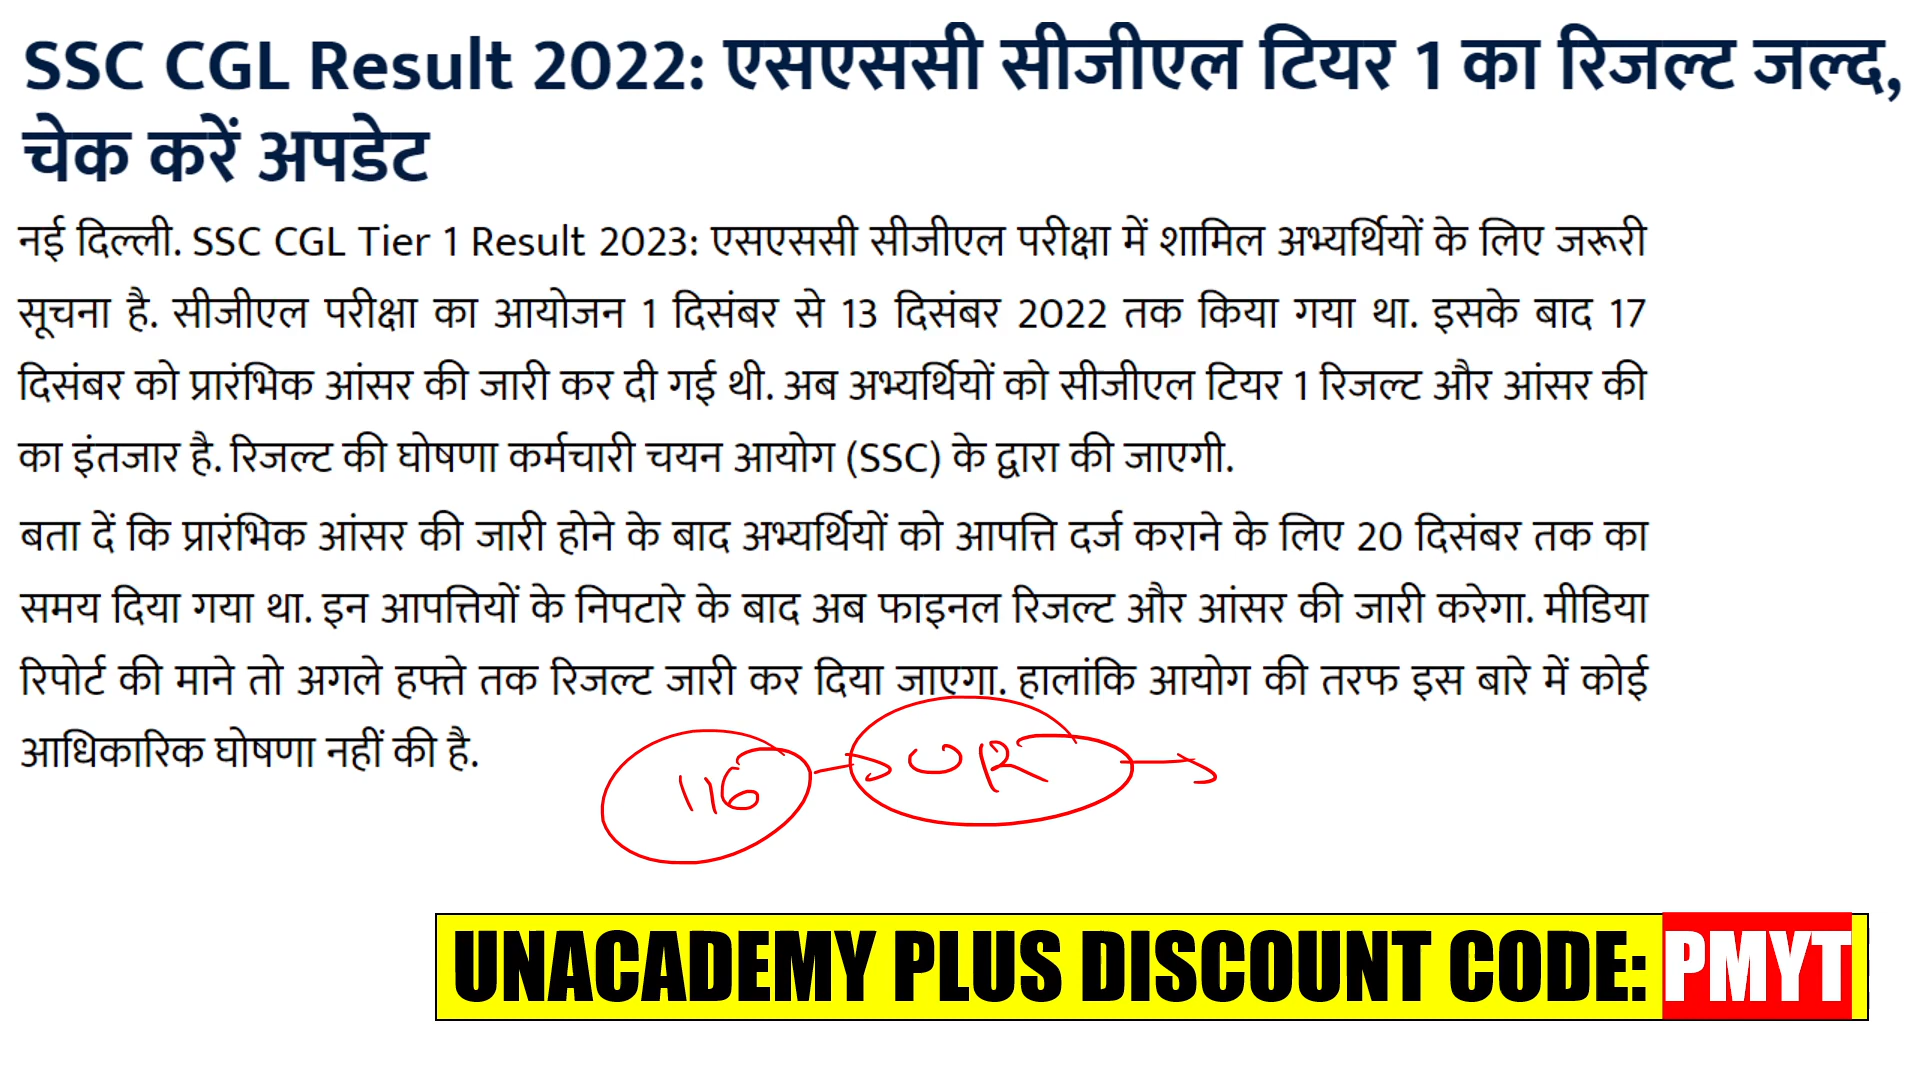 SSC CGL Result 2022: एसएससी सीजीएल टियर 1 का रिजल्ट जल्द,
चेक करें अपडेट
नई दिल्ली. SSC CGL Tier 1 Result 2023: एसएससी सीजीएल परीक्षा में शामिल अभ्यर्थियों के लिए जरूरी
सूचना है. सीजीएल परीक्षा का आयोजन 1 दिसंबर से 13 दिसंबर 2022 तक किया गया था. इसके बाद 17
दिसंबर को प्रारंभिक आंसर की जारी कर दी गई थी. अब अभ्यर्थियों को सीजीएल टियर 1 रिजल्ट और आंसर की
का इंतजार है. रिजल्ट की घोषणा कर्मचारी चयन आयोग (SSC) के द्वारा की जाएगी.
बता दें कि प्रारंभिक आंसर की जारी होने के बाद अभ्यर्थियों को आपत्ति दर्ज कराने के लिए 20 दिसंबर तक का
समय दिया गया था. इन आपत्तियों के निपटारे के बाद अब फाइनल रिजल्ट और आंसर की जारी करेगा. मीडिया
रिपोर्ट की माने तो अगले हफ्ते तक रिजल्ट जारी कर दिया जाएगा. हालांकि आयोग की तरफ इस बारे में कोई
आधिकारिक घोषणा नहीं की है.
116 UR
UNACADEMY PLUS DISCOUNT CODE: PMYT